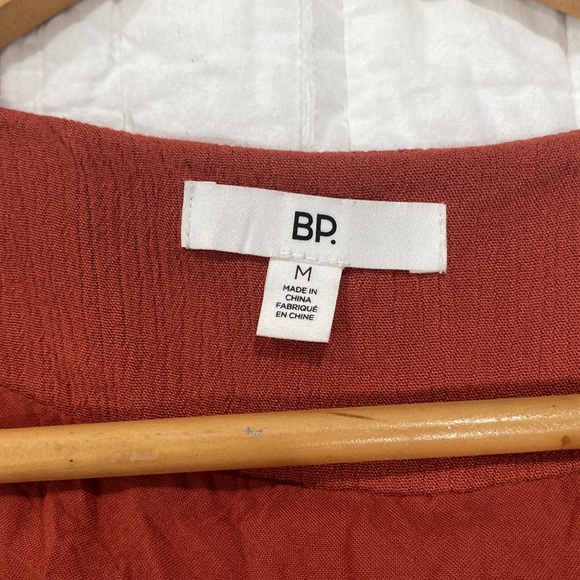 BP.
M
MADE IN
CHINA
FABRIQUÉ
EN CHINE